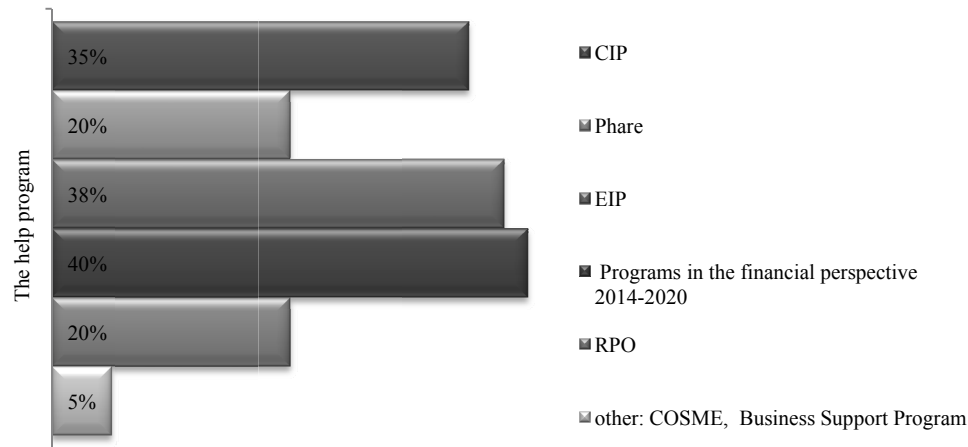 The help program
35%
20%
38%
40%
20%
5%
CIP
Phare
EIP
Programs in the financial perspective
2014-2020
RPO
other: COSME, Business Support Program